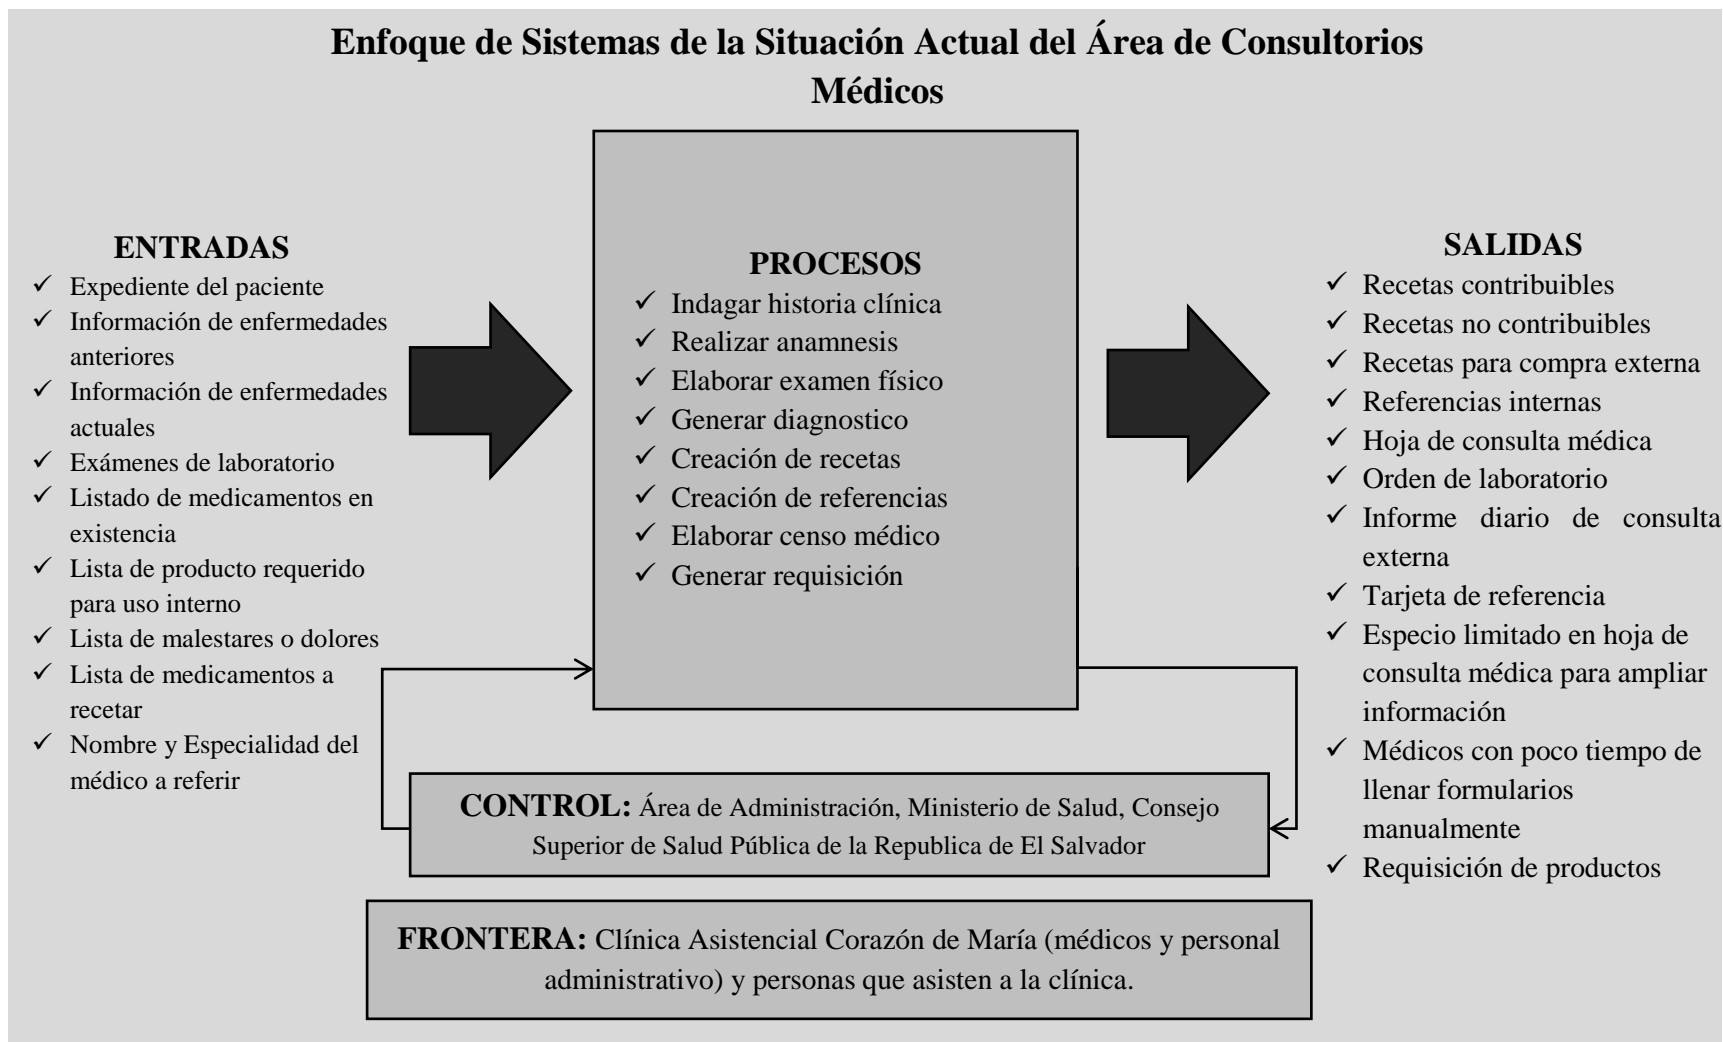 Enfoque de Sistemas de la Situación Actual del Área de Consultorios
Médicos
ENTRADAS
✓ Expediente del paciente
✓ Información de enfermedades
anteriores
✓ Información de enfermedades
actuales
✓ Exámenes de laboratorio
✓ Listado de medicamentos en
existencia
✓ Lista de producto requerido
para uso interno
✓ Lista de malestares o dolores
✓ Lista de medicamentos a
recetar
✓ Nombre y Especialidad del
médico a referir
PROCESOS
✓ Indagar historia clínica
✓ Realizar anamnesis
✓ Elaborar examen físico
✓ Generar diagnostico
✓ Creación de recetas
✓ Creación de referencias
✓ Elaborar censo médico
✓ Generar requisición
SALIDAS
✓ Recetas contribuibles
✓ Recetas no contribuibles
✓ Recetas para compra externa
✓ Referencias internas
✓ Hoja de consulta médica
✓ Orden de laboratorio
✓ Informe diario de consulta
externa
✓ Tarjeta de referencia
✓ Especio limitado en hoja de
consulta médica para ampliar
información
✓ Médicos con poco tiempo de
llenar formularios
manualmente
✓ Requisición de productos
CONTROL: Área de Administración, Ministerio de Salud, Consejo
Superior de Salud Pública de la Republica de El Salvador
FRONTERA: Clínica Asistencial Corazón de María (médicos y personal
administrativo) y personas que asisten a la clínica.